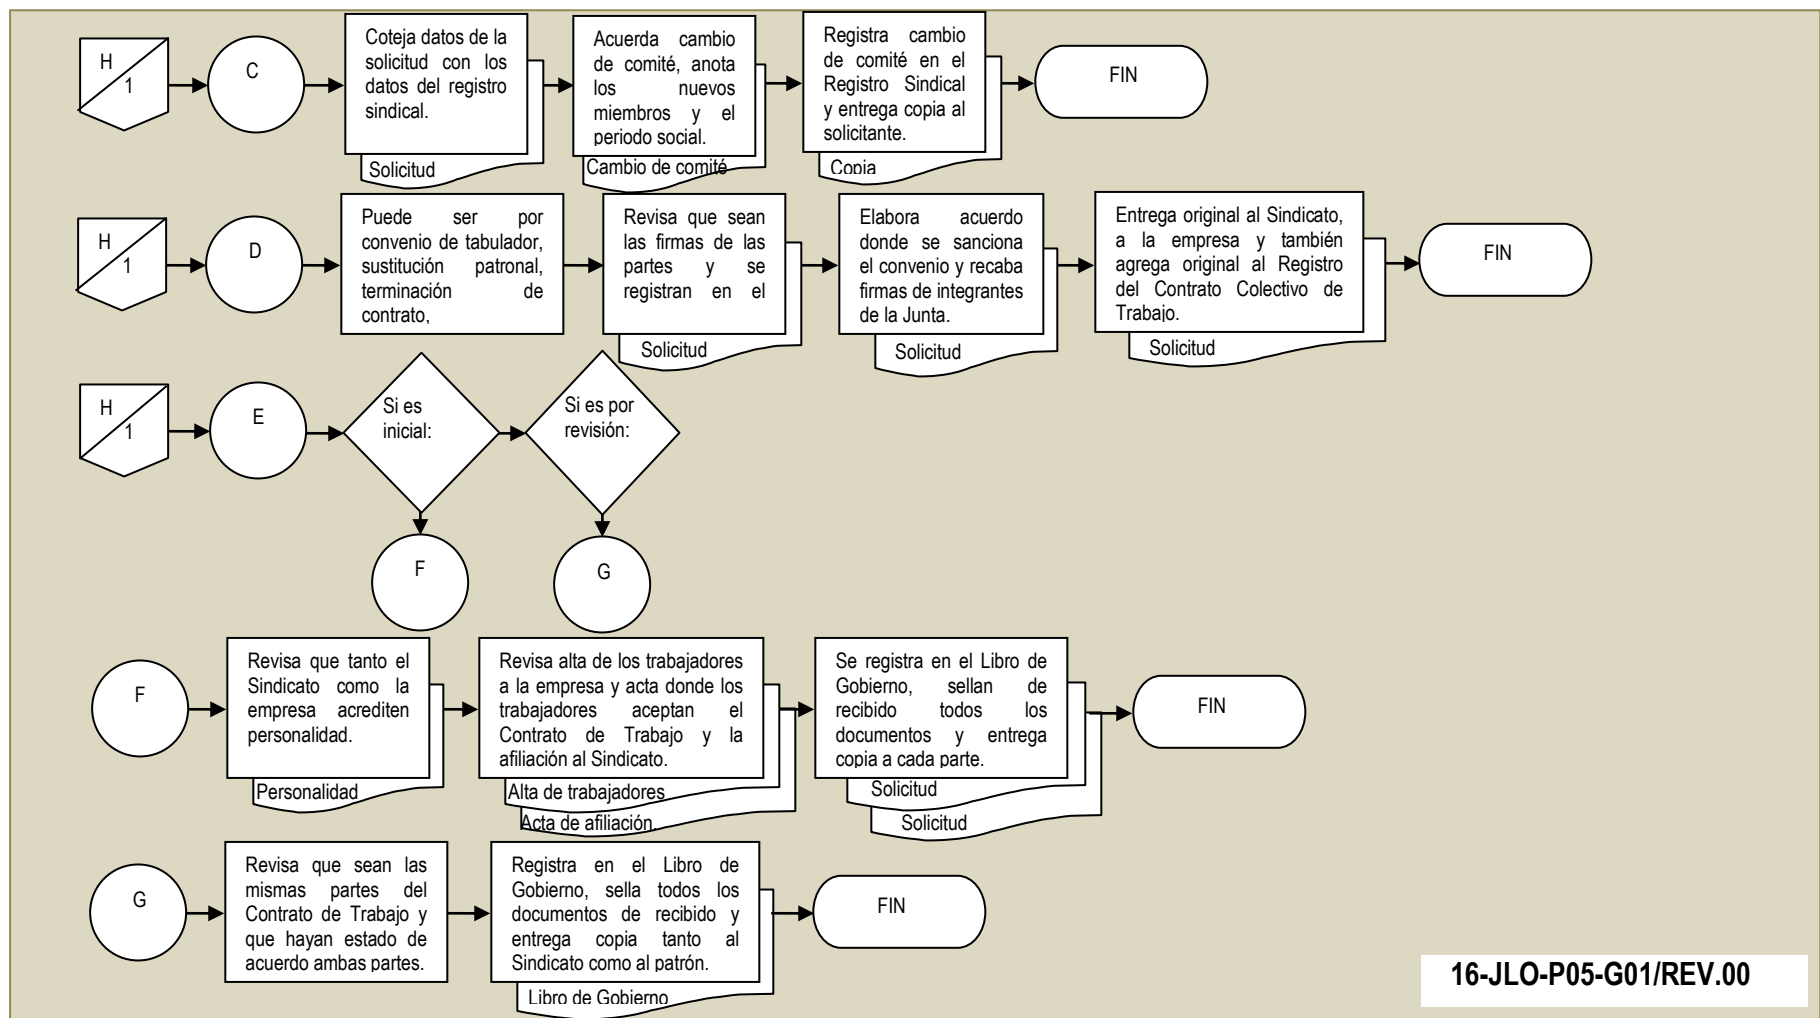 H
1
C
Coteja datos de la
solicitud con los
datos del registro
sindical.
Solicitud
Acuerda cambio
de comité, anota
los nuevos
miembros y el
periodo social.
Cambio de comité
Registra cambio
de comité en el
Registro Sindical
y entrega copia al
solicitante.
Copia
FIN
H
1
D
Puede ser por
convenio de tabulador,
sustitución patronal,
terminación de
contrato,
Revisa que sean
las firmas de las
partes y se
registran en el
Solicitud
Elabora acuerdo
donde se sanciona
el convenio y recaba
firmas de integrantes
de la Junta.
Solicitud
Entrega original al Sindicato,
a la empresa y también
agrega original al Registro
del Contrato Colectivo de
Trabajo.
Solicitud
FIN
H
1
E
Si es
inicial:
Si es por
revisión:
F
G
F
Revisa que tanto el
Sindicato como la
empresa acrediten
personalidad.
Personalidad
Revisa alta de los trabajadores
a la empresa y acta donde los
trabajadores aceptan el
Contrato de Trabajo y la
afiliación al Sindicato.
Alta de trabajadores
Acta de afiliación.
Se registra en el Libro de
Gobierno, sellan de
recibido todos los
documentos y entrega
copia a cada parte.
Solicitud
Solicitud
FIN
G
Revisa que sean las
mismas partes del
Contrato de Trabajo y
que hayan estado de
acuerdo ambas partes.
Registra en el Libro de
Gobierno, sella todos los
documentos de recibido y
entrega copia tanto al
Sindicato como al patrón.
Libro de Gobierno
FIN
16-JLO-P05-G01/REV.00